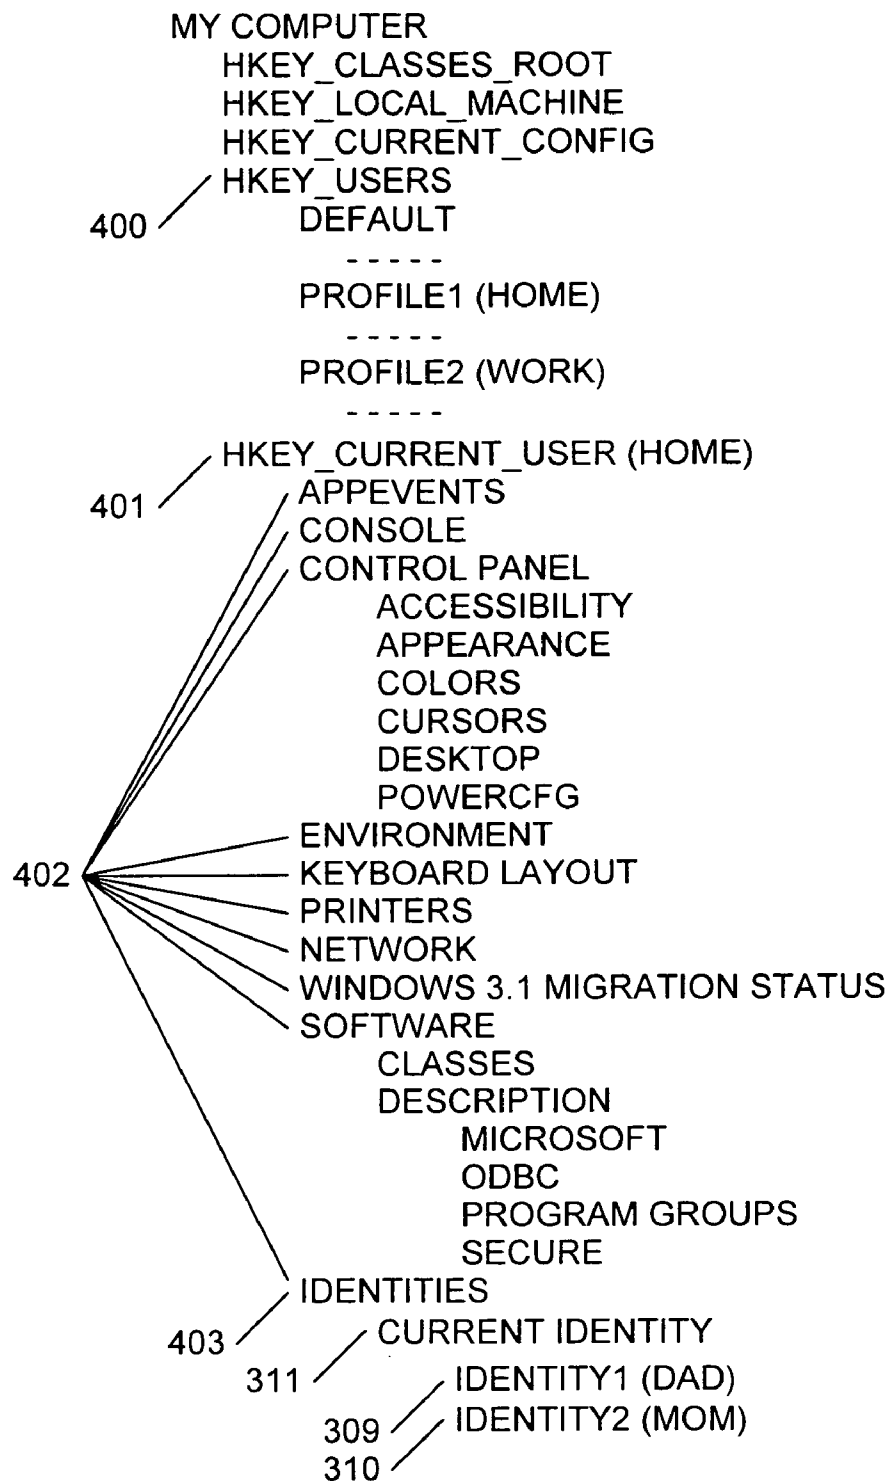 MY COMPUTER
HKEY_CLASSES_ROOT
HKEY_LOCAL_MACHINE
HKEY_CURRENT_CONFIG
HKEY_USERS
400
DEFAULT
- - - - -
PROFILE1 (HOME)
- - - - -
PROFILE2 (WORK)
- - - - -
HKEY_CURRENT_USER (HOME)
401
APPEVENTS
CONSOLE
CONTROL PANEL
ACCESSIBILITY
APPEARANCE
COLORS
CURSORS
DESKTOP
POWERCFG
ENVIRONMENT
402
KEYBOARD LAYOUT
PRINTERS
NETWORK
WINDOWS 3.1 MIGRATION STATUS
SOFTWARE
CLASSES
DESCRIPTION
MICROSOFT
ODBC
PROGRAM GROUPS
SECURE
IDENTITIES
403
CURRENT IDENTITY
311
IDENTITY1 (DAD)
309
IDENTITY2 (MOM)
310